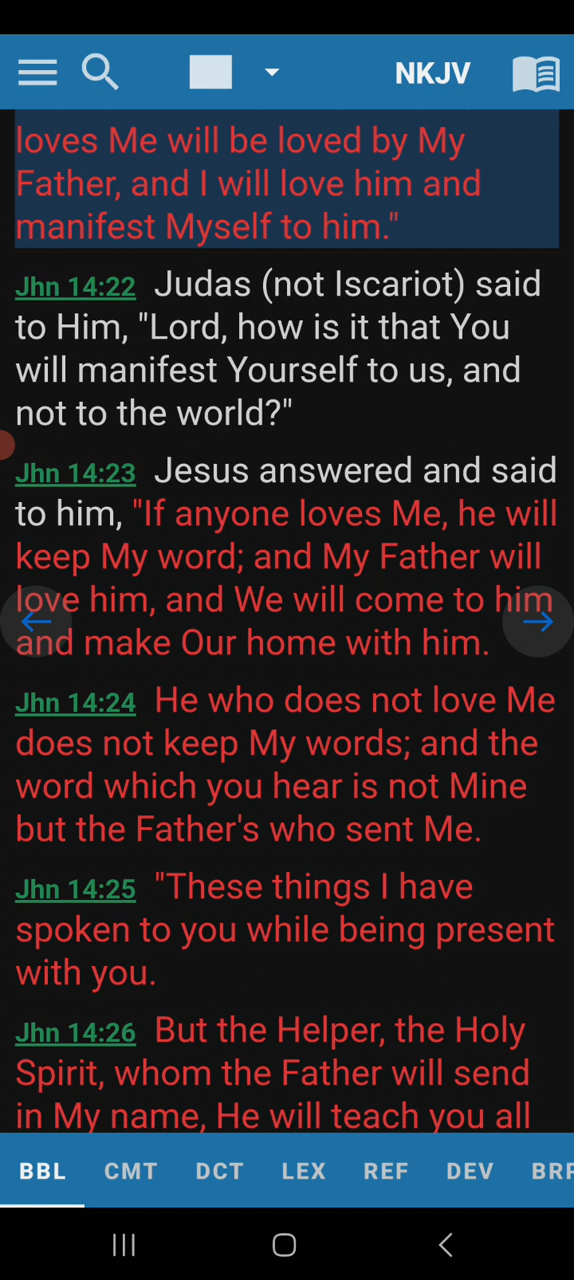 NKJV
loves Me will be loved by My
Father, and I will love him and
manifest Myself to him."
Jhn 14:22 Judas (not Iscariot) said
to Him, "Lord, how is it that You
will manifest Yourself to us, and
not to the world?"
Jhn 14:23 Jesus answered and said
to him, "If anyone loves Me, he will
keep My word; and My Father will
love him, and We will come to him
and make Our home with him.
Jhn 14:24 He who does not love Me
does not keep My words; and the
word which you hear is not Mine
but the Father's who sent Me.
Jhn 14:25 "These things I have
spoken to you while being present
with you.
Jhn 14:26 But the Helper, the Holy
Spirit, whom the Father will send
in My name, He will teach you all
BBL CMT DCT LEX REF DEV BRP